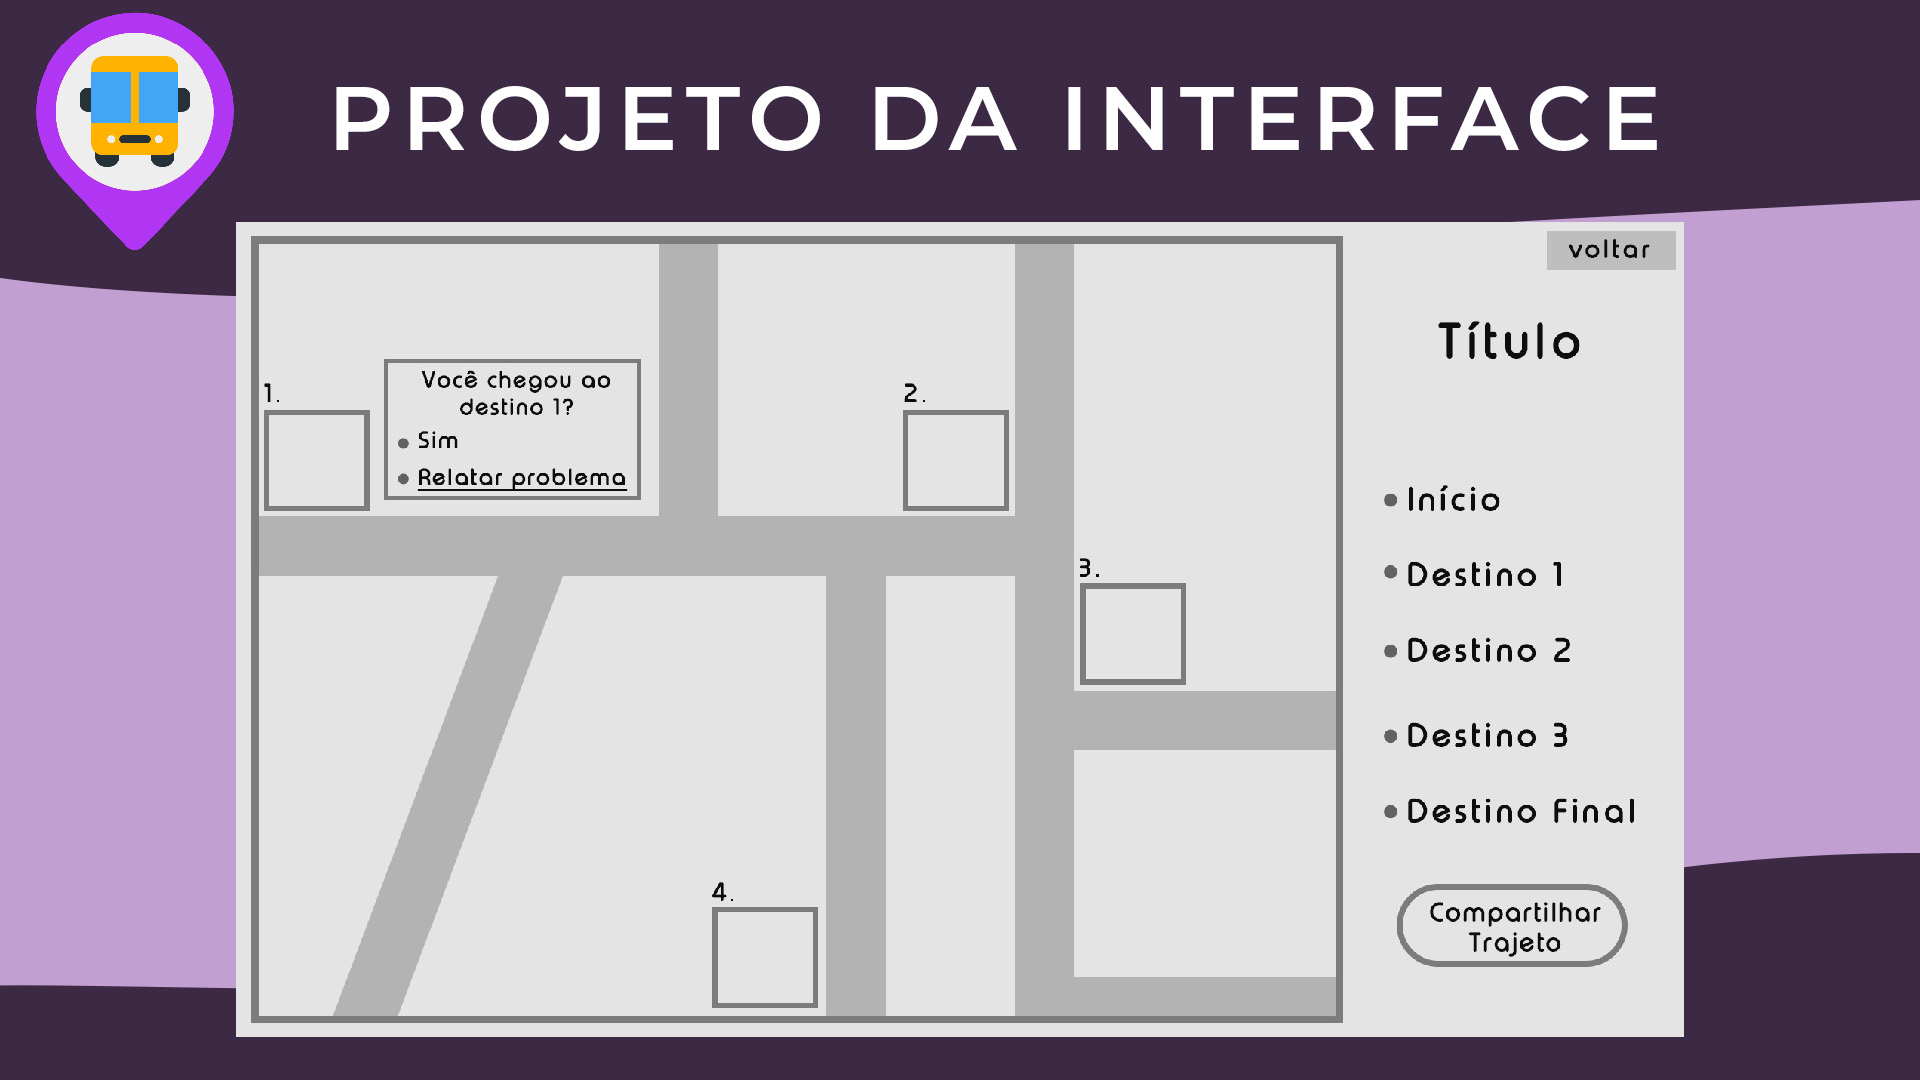 PROJETO DA INTERFACE
voltar
Título
1.
Você chegou ao
destino 1?
Sim
Relatar problema
2.
3.
4.
Início
Destino 1
Destino 2
Destino 3
Destino Final
Compartilhar
Trajeto